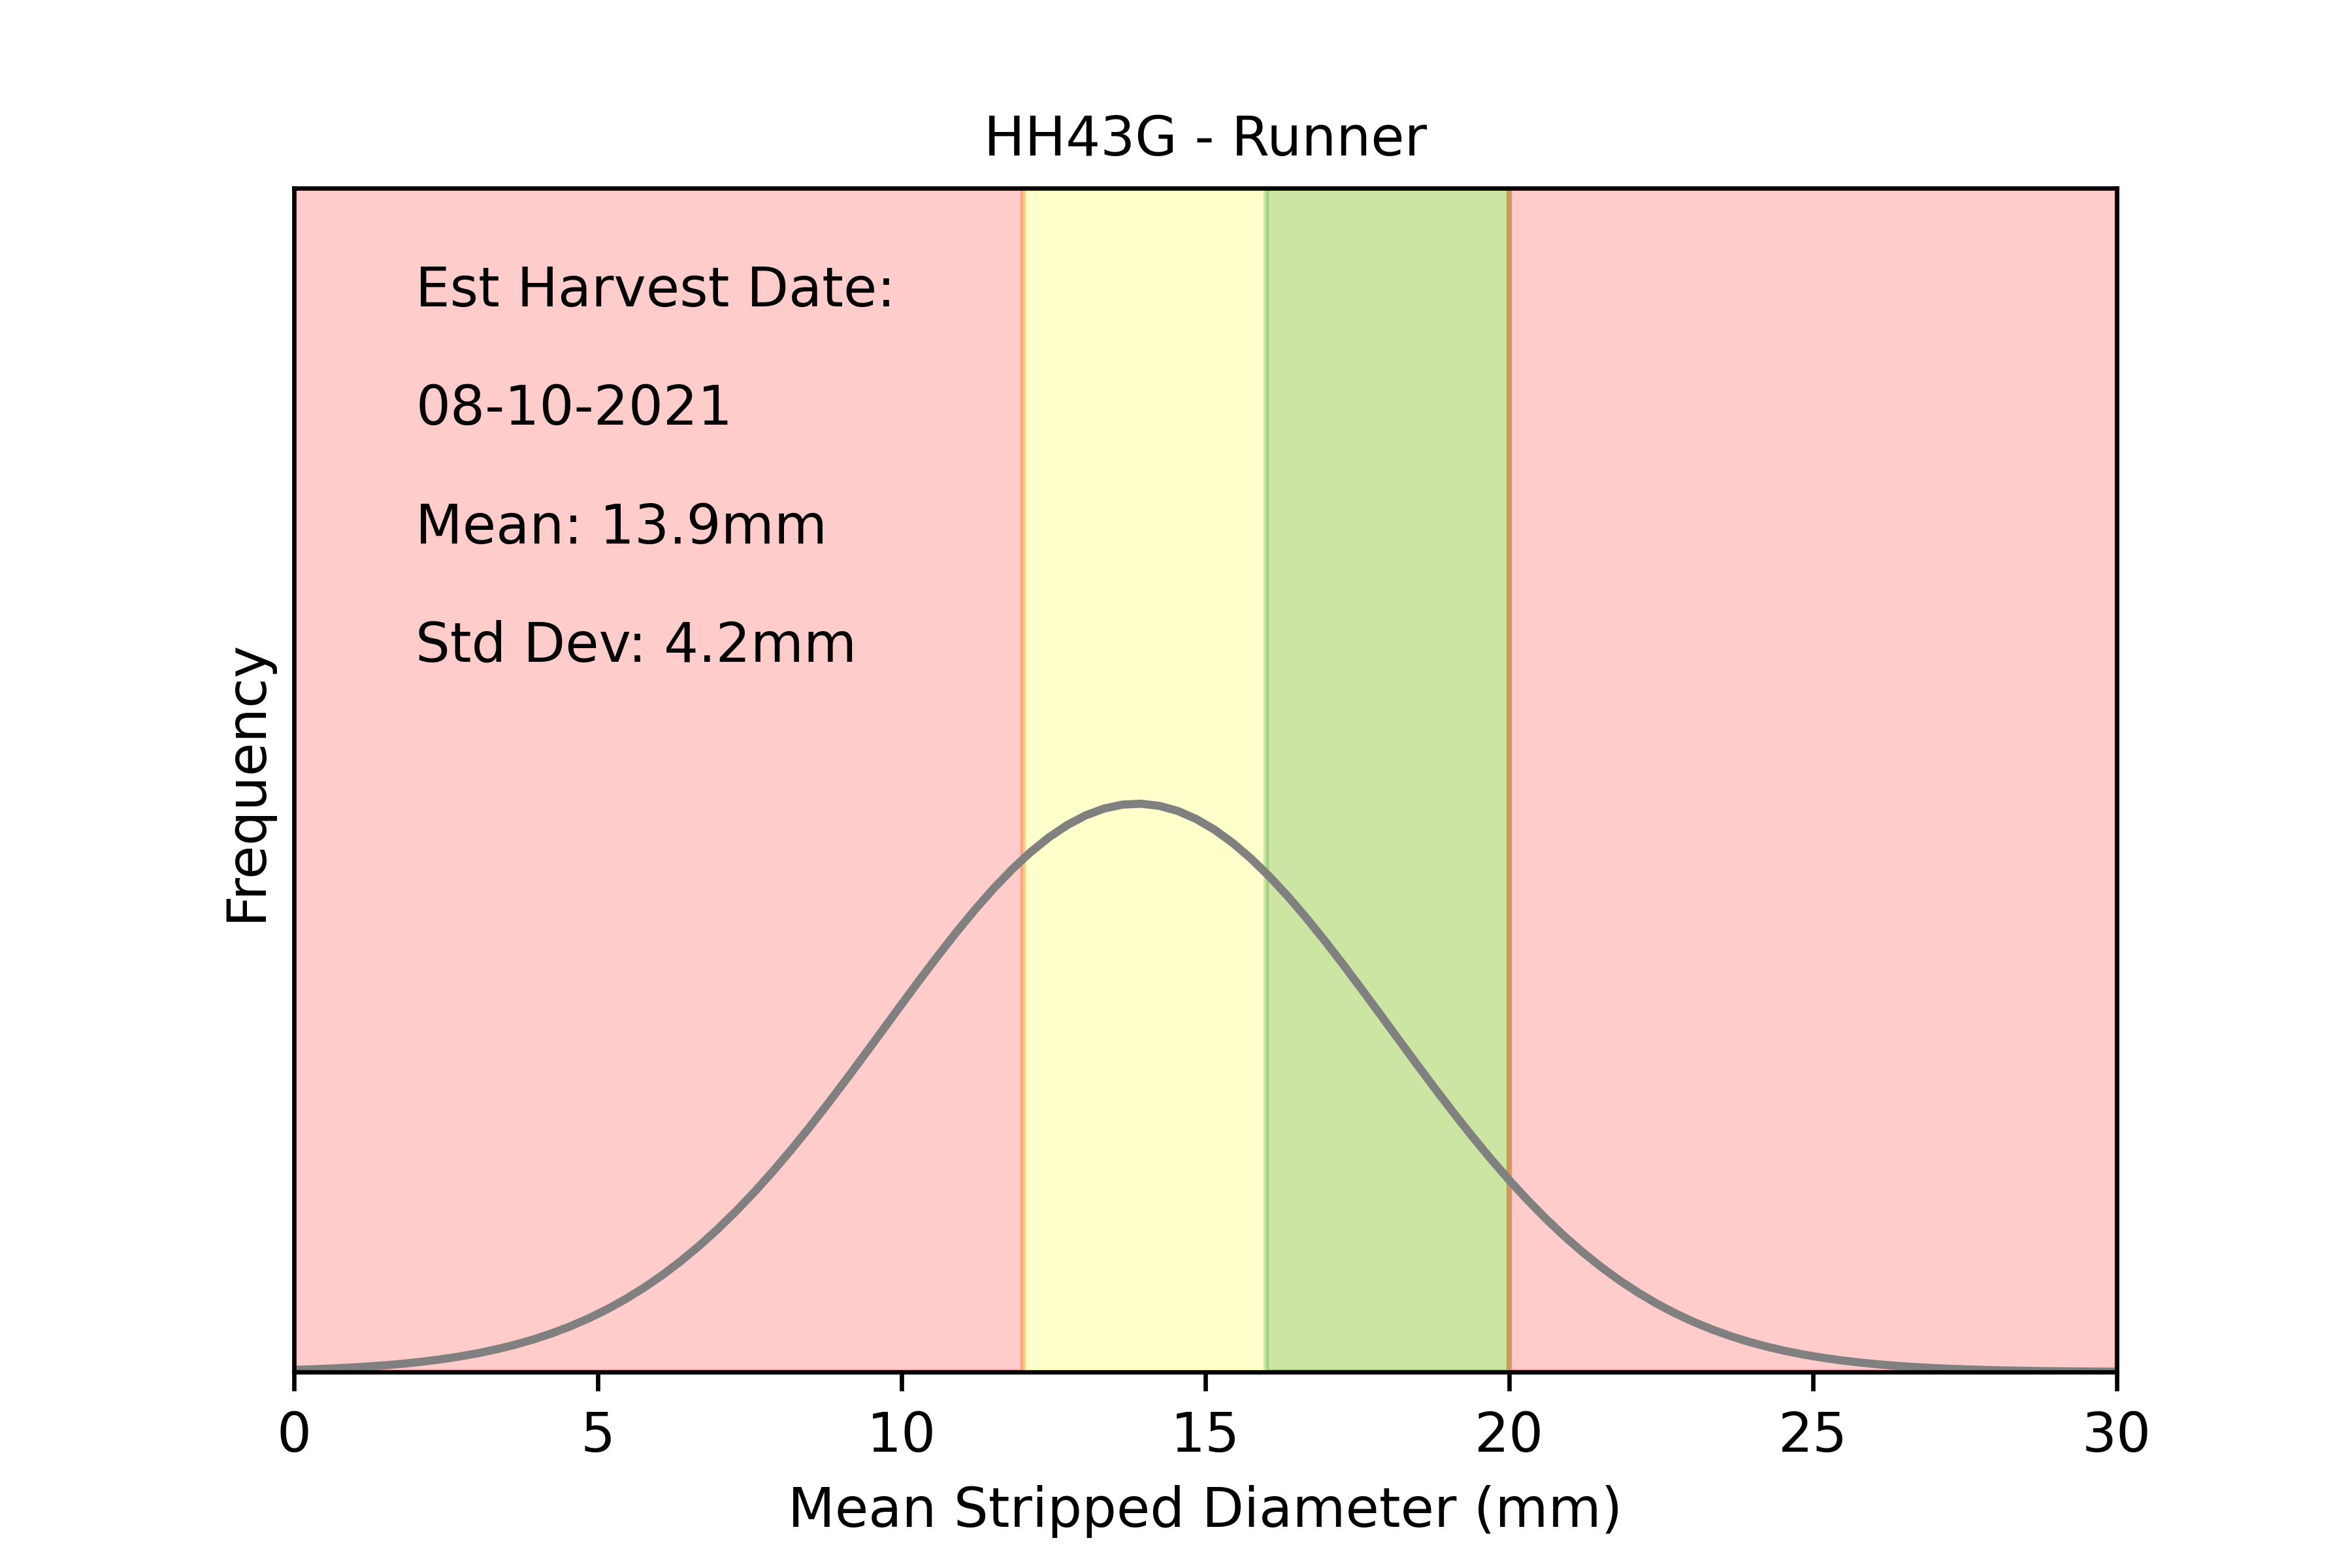 HH43G - Runner
Est Harvest Date:
08-10-2021
Mean: 13.9mm
Std Dev: 4.2mm
Frequency
0 5 10 15 20 25 30
Mean Stripped Diameter (mm)